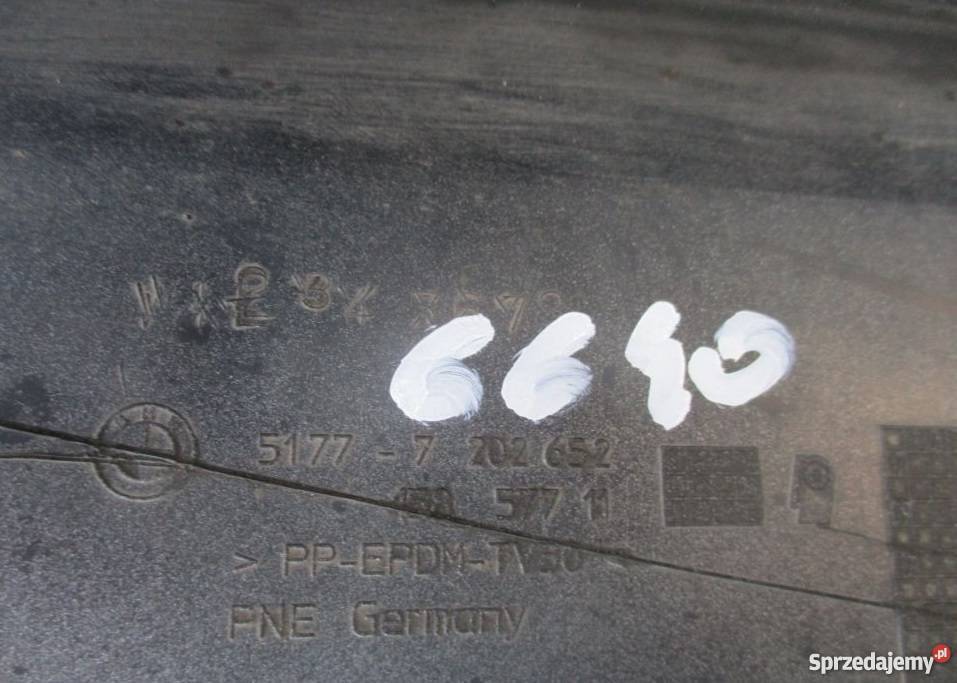 6640
5177 - 7 202 652
577 11
> PP-EPDM-TV30
PNE Germany
Sprzedajemy.pl